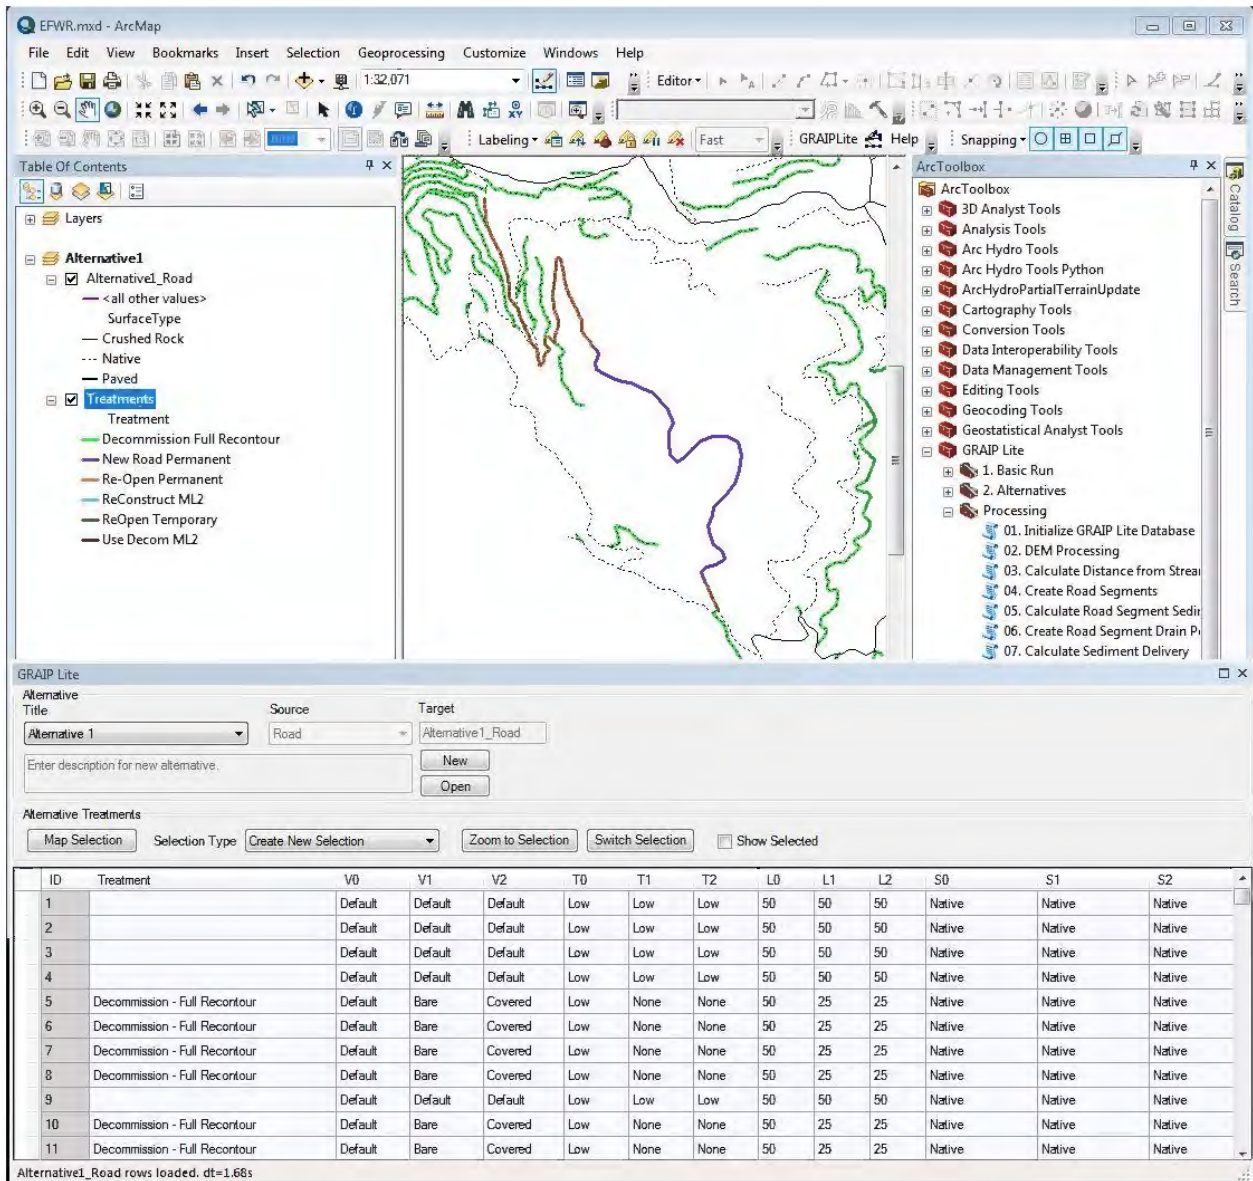 EFWR.mxd - ArcMap
File Edit View Bookmarks Insert Selection Geoprocessing Customize Windows Help
1:32,071 Editor
Labeling Fast GRAIPLite Help Snapping
Table Of Contents
Layers
Alternative1
Alternative1_Road
<all other values>
SurfaceType
Crushed Rock
Native
Paved
Treatments
Treatment
Decommission Full Recontour
New Road Permanent
Re-Open Permanent
ReConstruct ML2
ReOpen Temporary
Use Decom ML2
ArcToolbox
ArcToolbox
3D Analyst Tools
Analysis Tools
Arc Hydro Tools
Arc Hydro Tools Python
ArcHydroPartialTerrainUpdate
Cartography Tools
Conversion Tools
Data Interoperability Tools
Data Management Tools
Editing Tools
Geocoding Tools
Geostatistical Analyst Tools
GRAIP Lite
1. Basic Run
2. Alternatives
Processing
01. Initialize GRAIP Lite Database
02. DEM Processing
03. Calculate Distance from Strear
04. Create Road Segments
05. Calculate Road Segment Sedir
06. Create Road Segment Drain P
07. Calculate Sediment Delivery
Catalog
Search
GRAIP Lite
Alternative
Title Source Target
Alternative 1 Road Alternative1_Road
Enter description for new alternative.
New
Open
Alternative Treatments
Map Selection Selection Type Create New Selection Zoom to Selection Switch Selection Show Selected
ID Treatment V0 V1 V2 T0 T1 T2 L0 L1 L2 S0 S1 S2
1 Default Default Default Low Low Low 50 50 50 Native Native Native
2 Default Default Default Low Low Low 50 50 50 Native Native Native
3 Default Default Default Low Low Low 50 50 50 Native Native Native
4 Default Default Default Low Low Low 50 50 50 Native Native Native
5 Decommission - Full Recontour Default Bare Covered Low None None 50 25 25 Native Native Native
6 Decommission - Full Recontour Default Bare Covered Low None None 50 25 25 Native Native Native
7 Decommission - Full Recontour Default Bare Covered Low None None 50 25 25 Native Native Native
8 Decommission - Full Recontour Default Bare Covered Low None None 50 25 25 Native Native Native
9 Default Default Default Low Low Low 50 50 50 Native Native Native
10 Decommission - Full Recontour Default Bare Covered Low None None 50 25 25 Native Native Native
11 Decommission - Full Recontour Default Bare Covered Low None None 50 25 25 Native Native Native
Alternative1_Road rows loaded. dt=1.68s